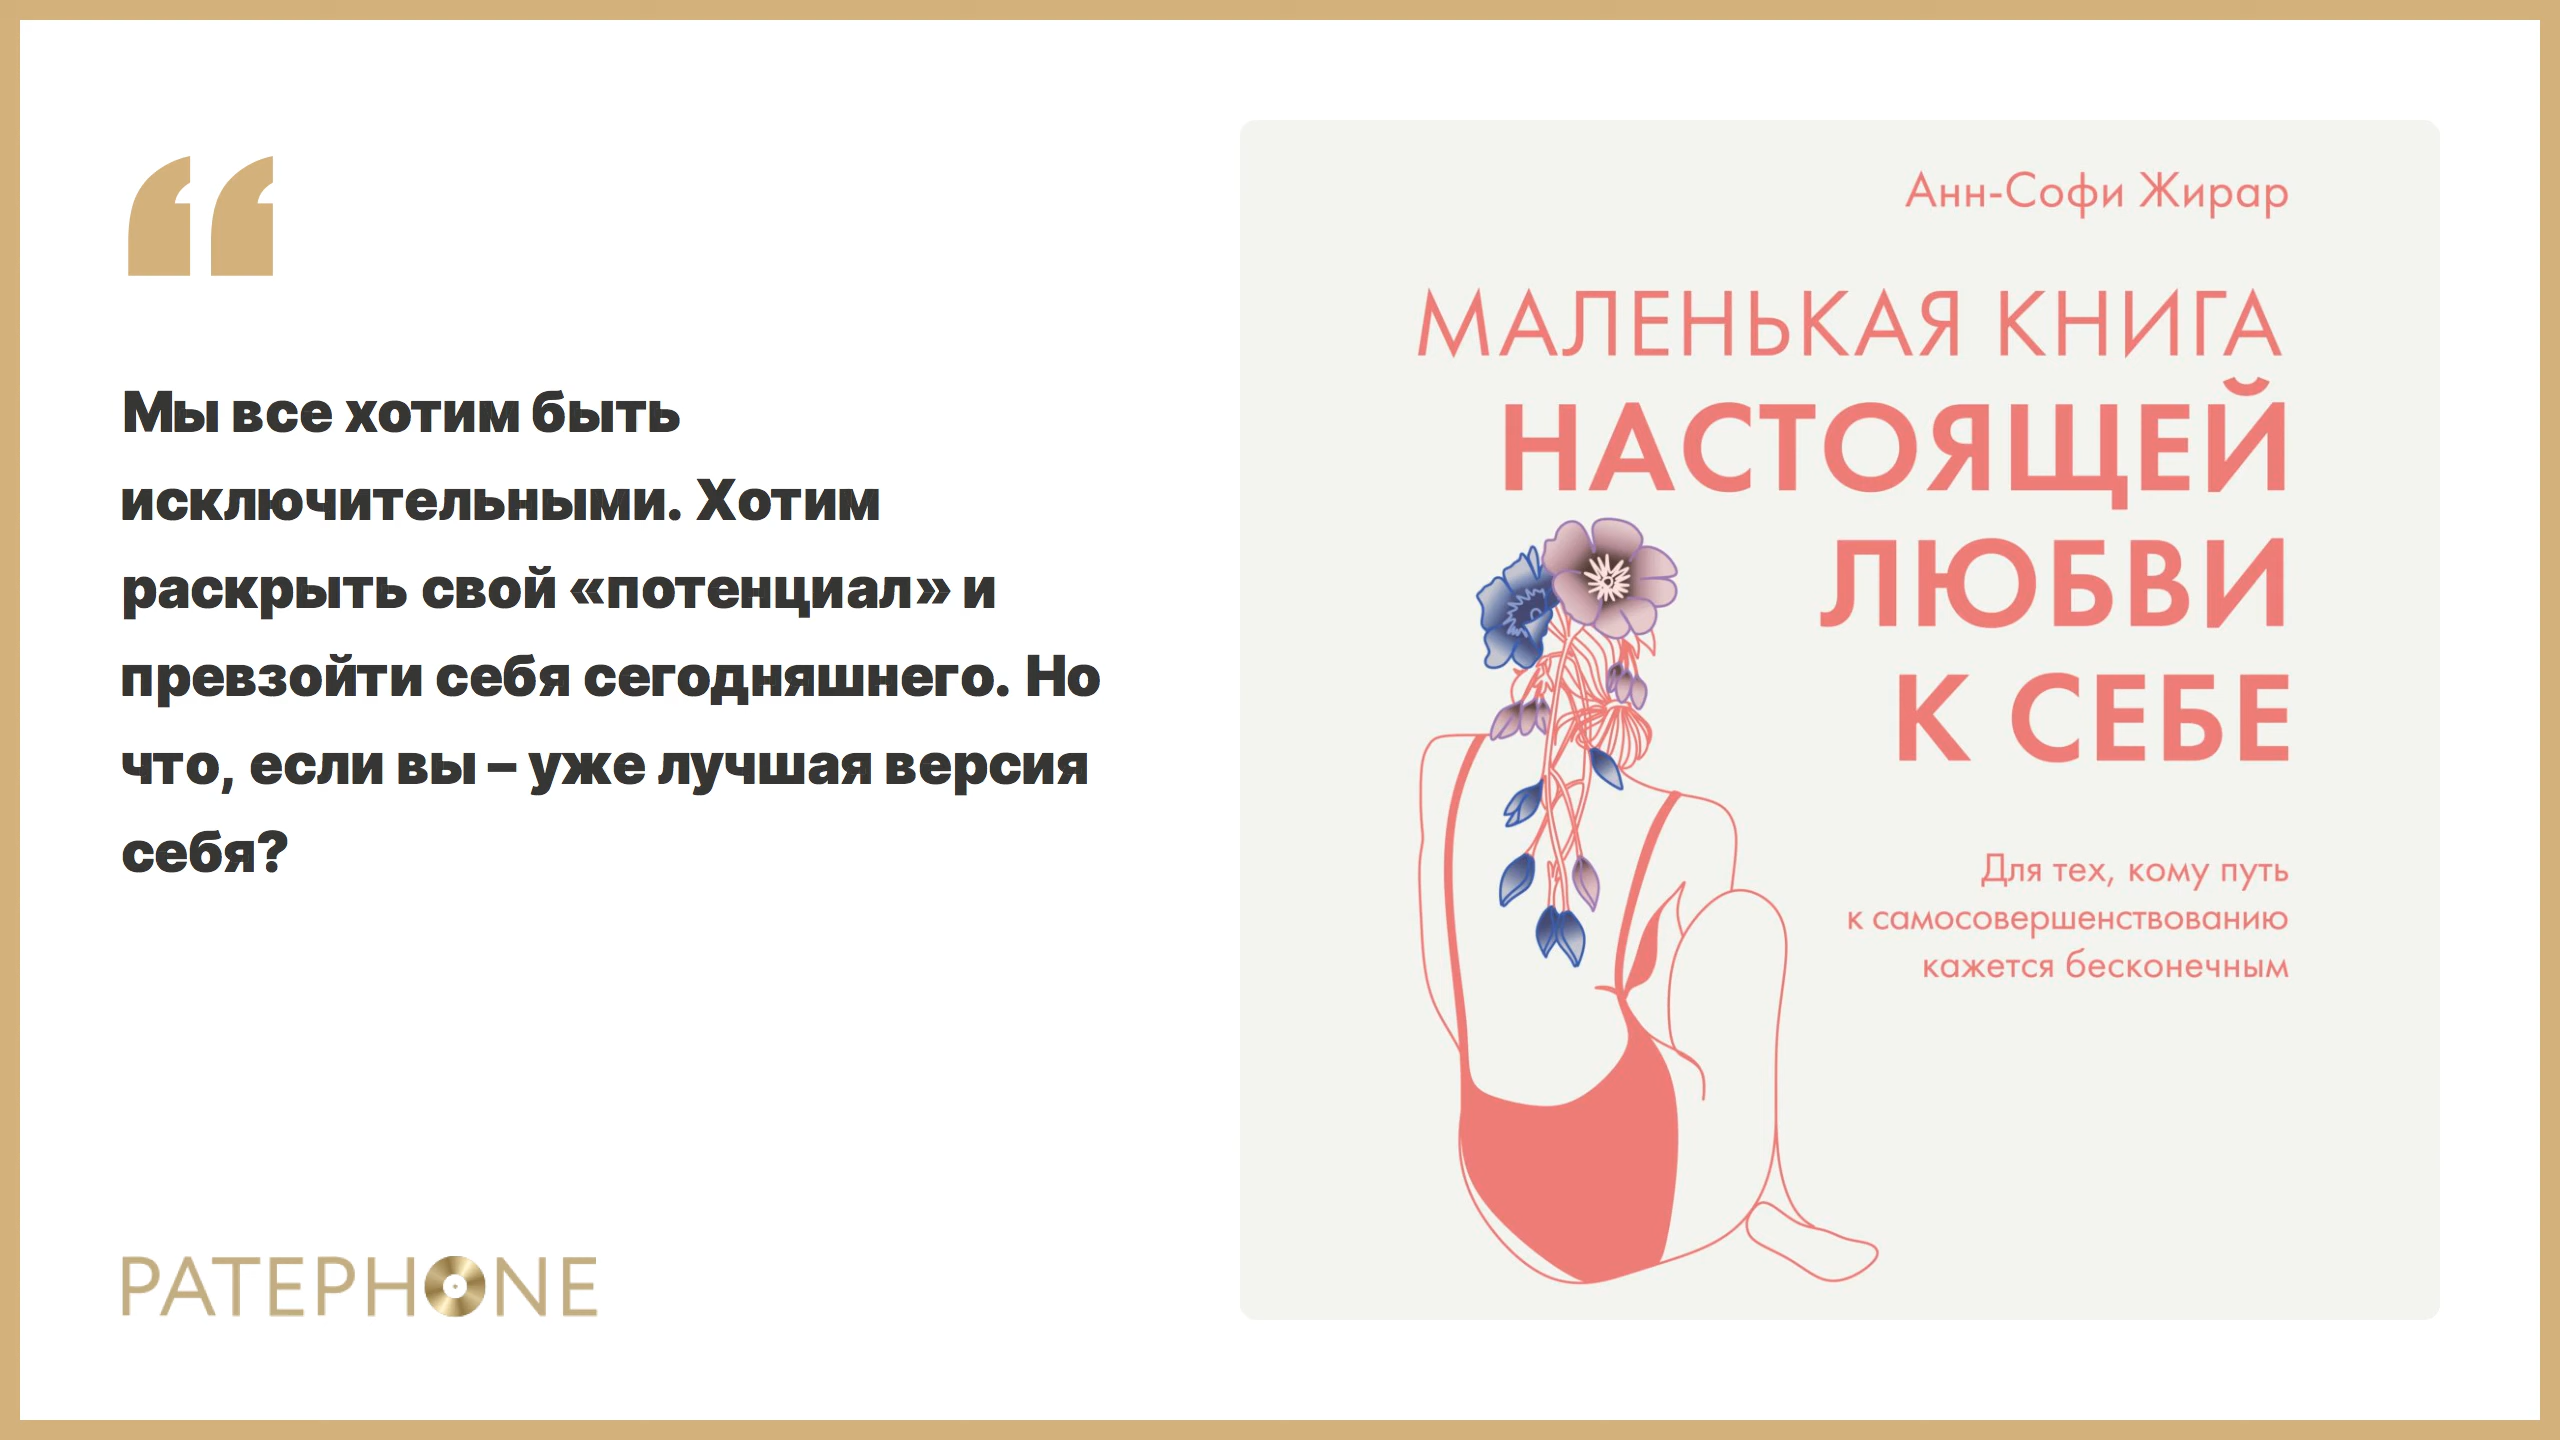 Мы все хотим быть
исключительными. Хотим
раскрыть свой «потенциал» и
превзойти себя сегодняшнего. Но
что, если вы – уже лучшая версия
себя?
PATEPHONE
Анн-Софи Жирар
МАЛЕНЬКАЯ КНИГА
НАСТОЯЩЕЙ
ЛЮБВИ
К СЕБЕ
Для тех, кому путь
к самосовершенствованию
кажется бесконечным